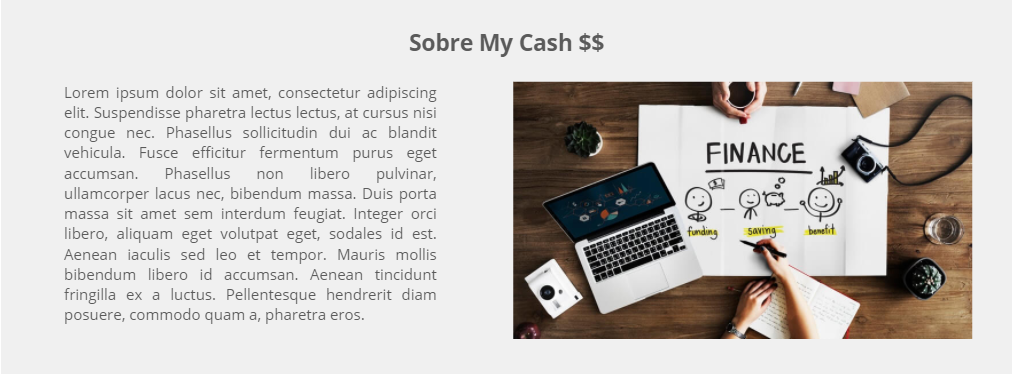 Sobre My Cash $$
Lorem ipsum dolor sit amet, consectetur adipiscing
elit. Suspendisse pharetra lectus lectus, at cursus nisi
congue nec. Phasellus sollicitudin dui ac blandit
vehicula. Fusce efficitur fermentum purus eget
accumsan. Phasellus non libero pulvinar,
ullamcorper lacus nec, bibendum massa. Duis porta
massa sit amet sem interdum feugiat. Integer orci
libero, aliquam eget volutpat eget, sodales id est.
Aenean iaculis sed leo et tempor. Mauris mollis
bibendum libero id accumsan. Aenean tincidunt
fringilla ex a luctus. Pellentesque hendrerit diam
posuere, commodo quam a, pharetra eros.
FINANCE
funding saving benefit